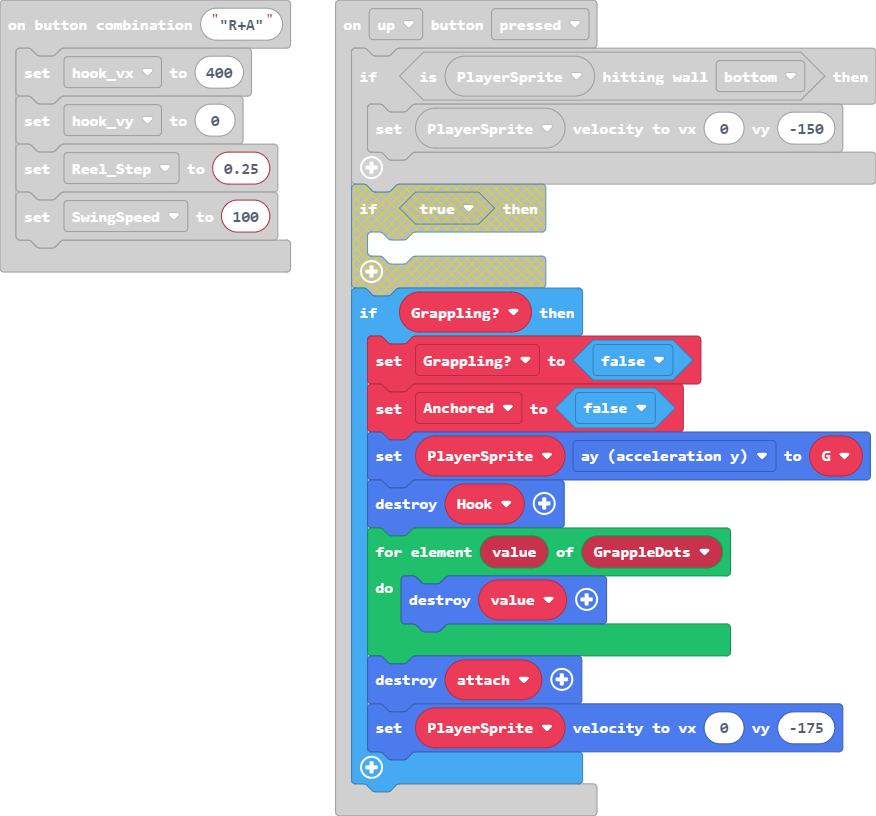 on button combination ""R+A""
set hook_vx to 400
set hook_vy to 0
set Reel_Step to 0.25
set SwingSpeed to 100
on up button pressed
if is PlayerSprite hitting wall bottom then
set PlayerSprite velocity to vx 0 vy -150
if true then
if Grappling? then
set Grappling? to false
set Anchored to false
set PlayerSprite ay (acceleration y) to G
destroy Hook
for element value of GrappleDots
do destroy value
destroy attach
set PlayerSprite velocity to vx 0 vy -175